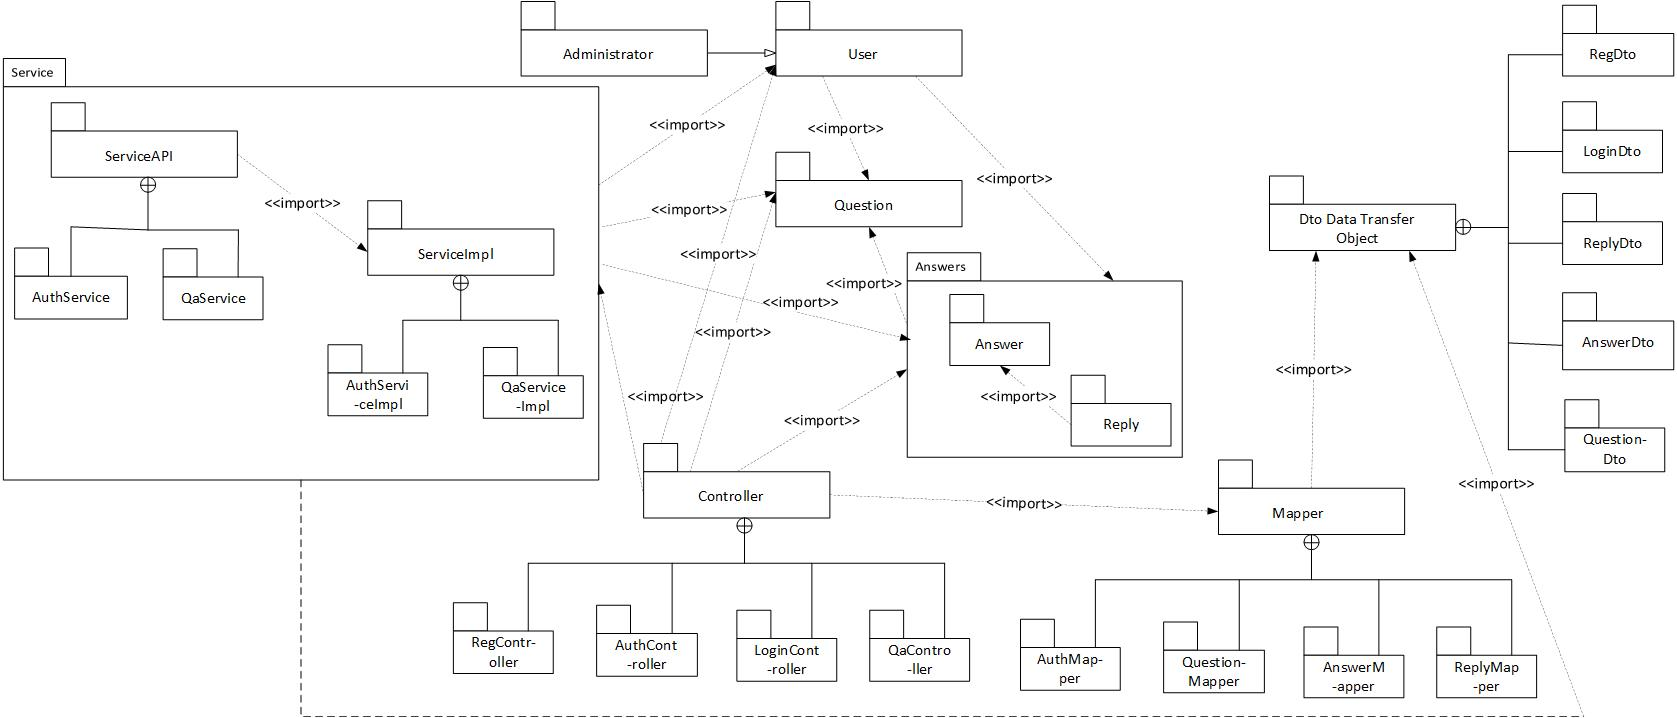 Administrator
User
RegDto
Service
<<import>>
<<import>>
ServiceAPI
LoginDto
<<import>>
<<import>>
<<import>>
Question
Dto Data Transfer
Object
ReplyDto
ServiceImpl
<<import>>
Answers
<<import>>
AuthService
QaService
<<import>>
<<import>>
Answer
AnswerDto
<<import>>
AuthServi
-ceImpl
QaService
-Impl
<<import>>
<<import>>
<<import>>
Reply
Question-
Dto
<<import>>
Controller
<<import>>
Mapper
RegContr-
oller
AuthCont
-roller
LoginCont
-roller
QaContro
-ller
AuthMap-
per
Question-
Mapper
AnswerM
-apper
ReplyMap
-per